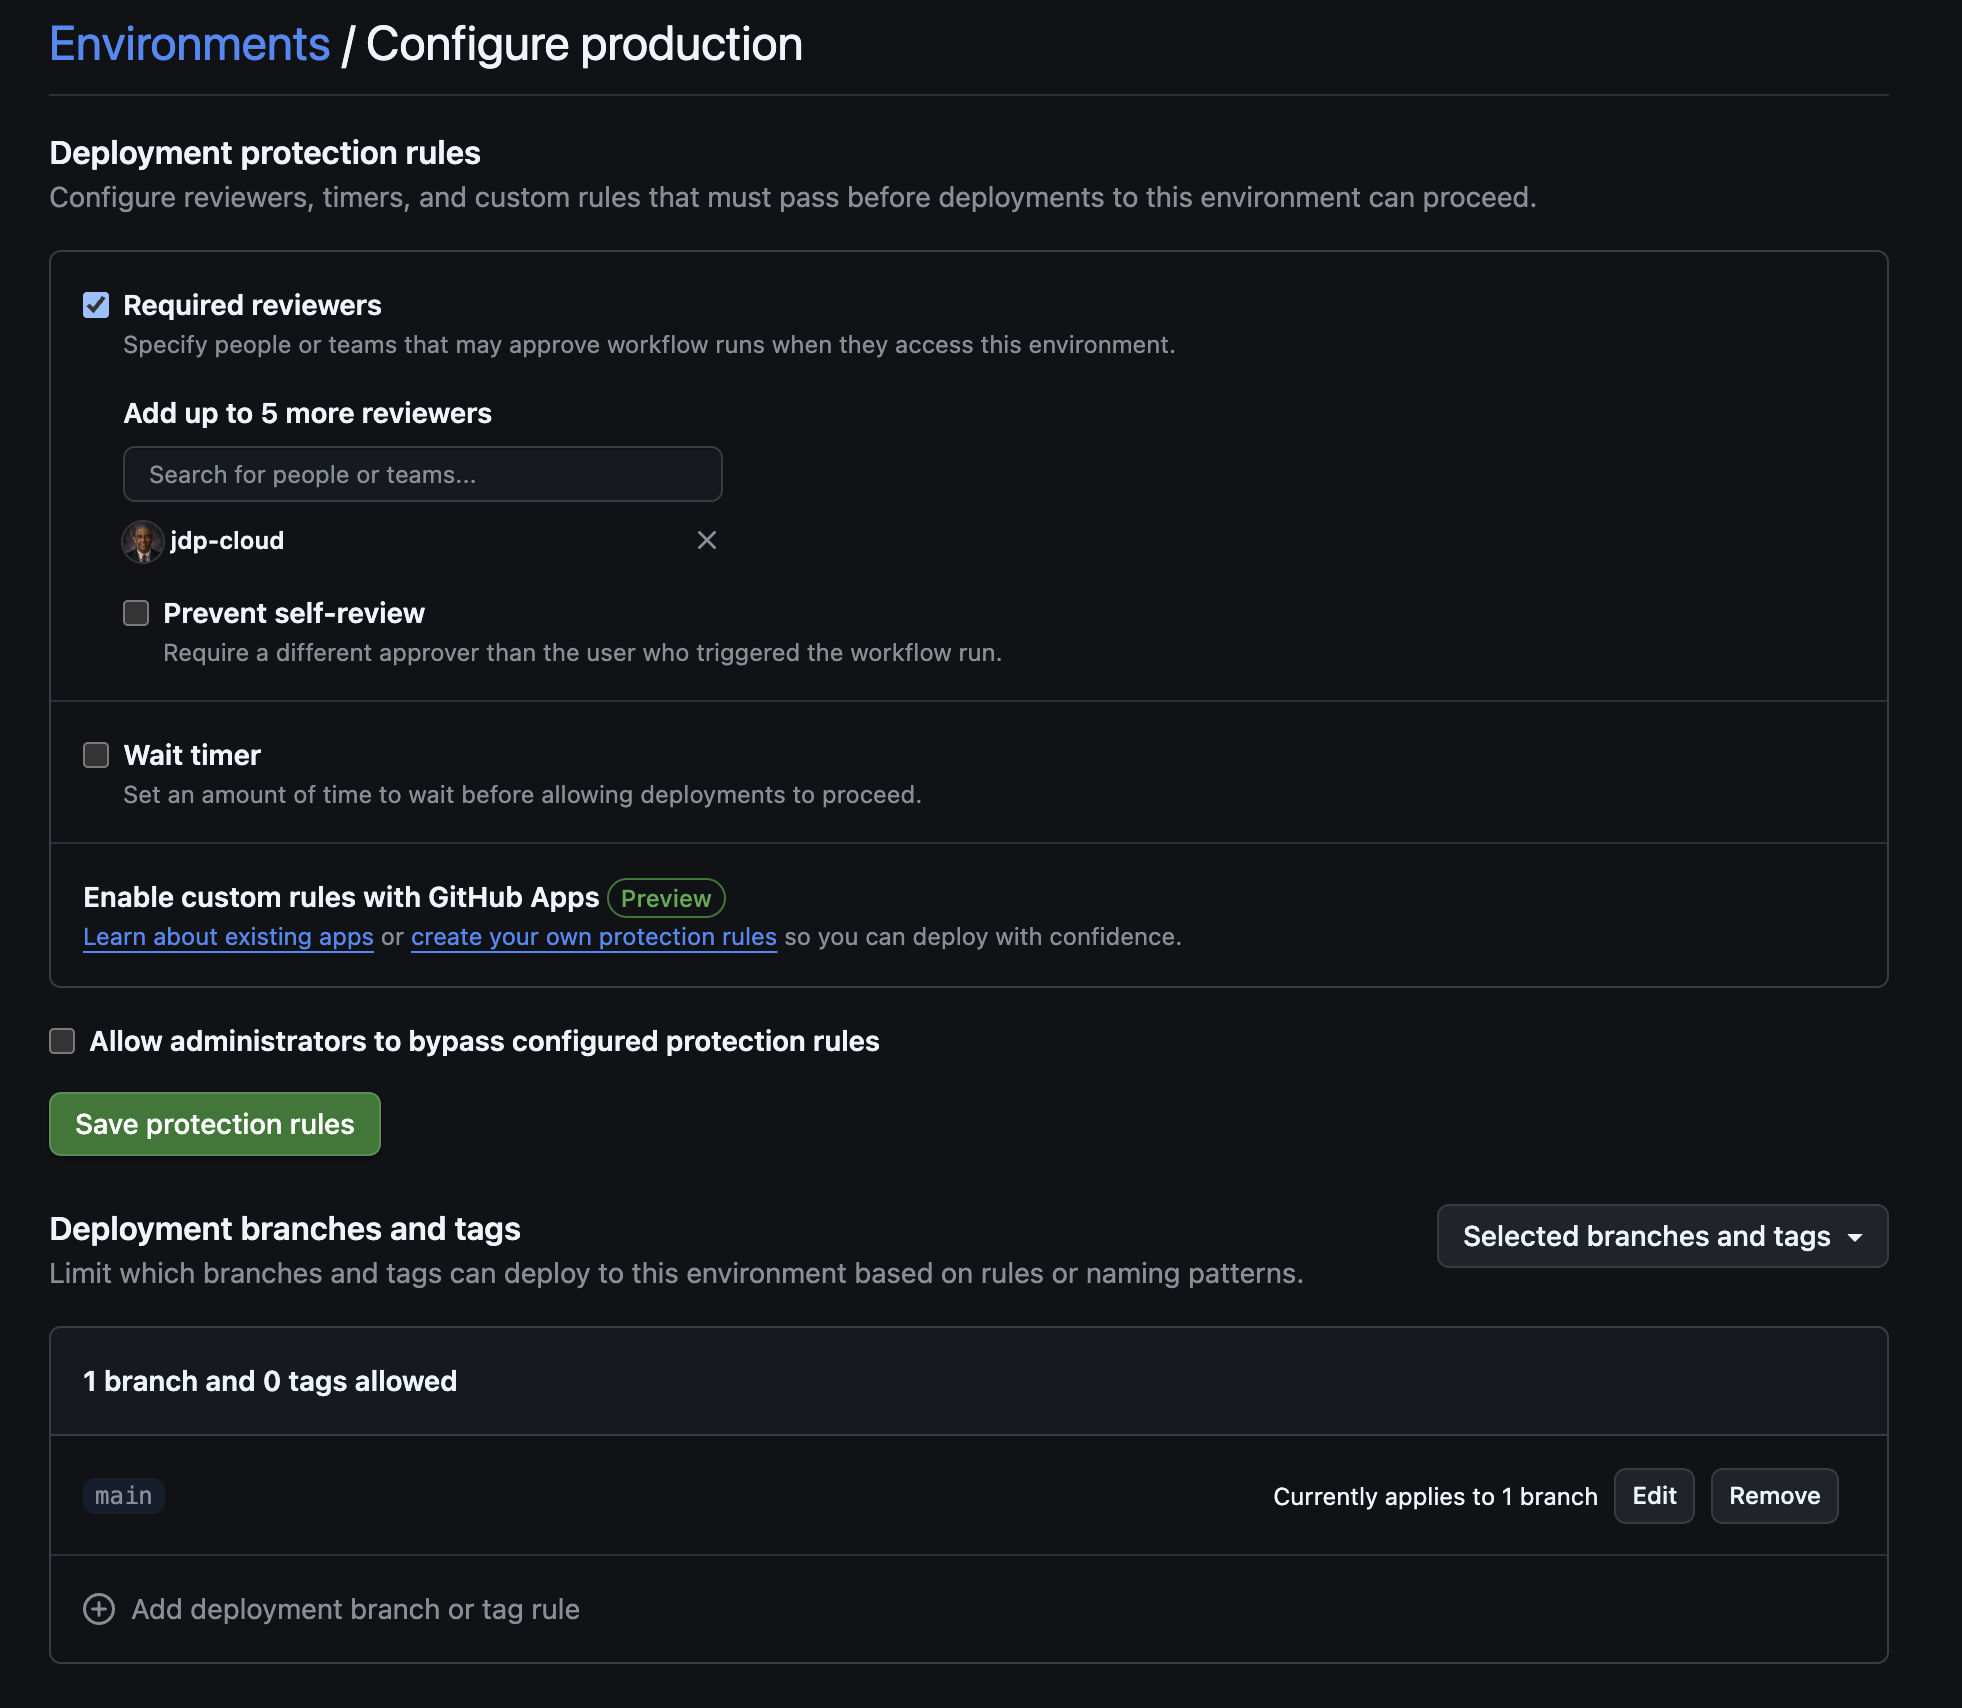 Environments / Configure production
Deployment protection rules
Configure reviewers, timers, and custom rules that must pass before deployments to this environment can proceed.
Required reviewers
Specify people or teams that may approve workflow runs when they access this environment.
Add up to 5 more reviewers
Search for people or teams...
jdp-cloud
Prevent self-review
Require a different approver than the user who triggered the workflow run.
Wait timer
Set an amount of time to wait before allowing deployments to proceed.
Enable custom rules with GitHub Apps Preview
Learn about existing apps or create your own protection rules so you can deploy with confidence.
Allow administrators to bypass configured protection rules
Save protection rules
Deployment branches and tags
Selected branches and tags
Limit which branches and tags can deploy to this environment based on rules or naming patterns.
1 branch and 0 tags allowed
main Currently applies to 1 branch Edit Remove
Add deployment branch or tag rule